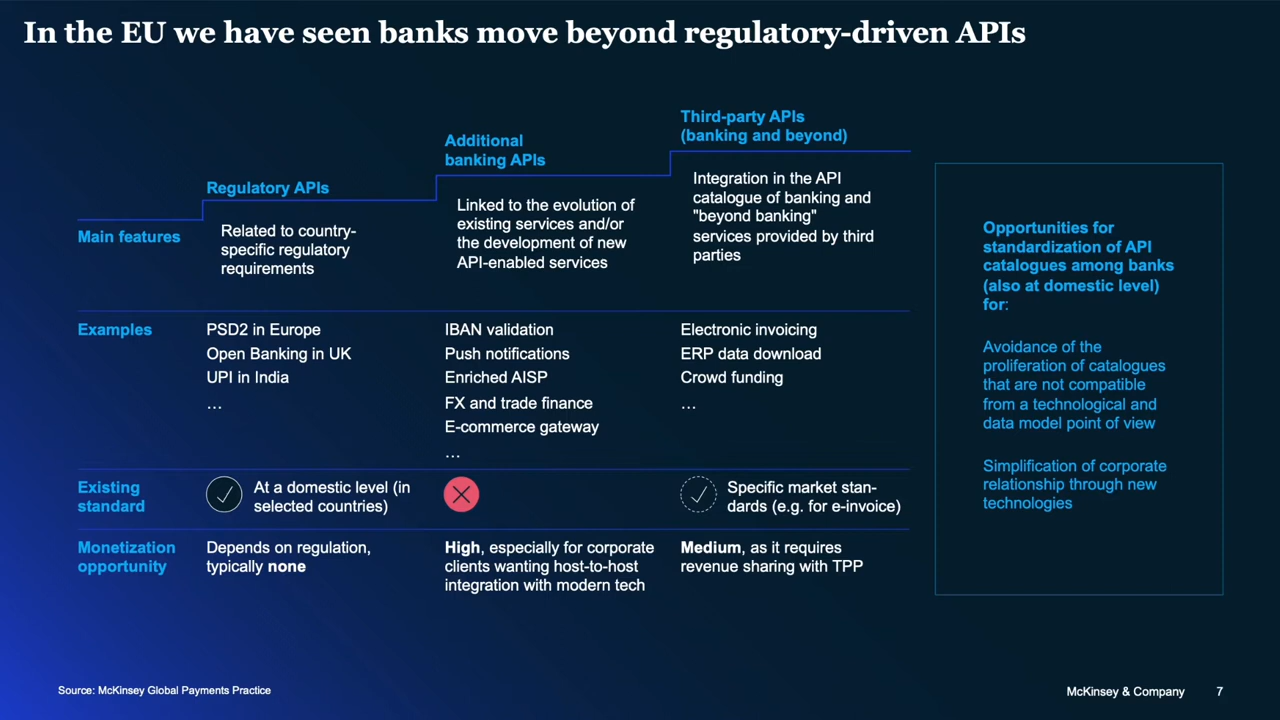 In the EU we have seen banks move beyond regulatory-driven APIs
Regulatory APIs
Additional
banking APIs
Third-party APIs
(banking and beyond)
Main features
Related to country-
specific regulatory
requirements
Linked to the evolution of
existing services and/or
the development of new
API-enabled services
Integration in the API
catalogue of banking and
"beyond banking"
services provided by third
parties
Examples
PSD2 in Europe
Open Banking in UK
UPI in India
…
IBAN validation
Push notifications
Enriched AISP
FX and trade finance
E-commerce gateway
…
Electronic invoicing
ERP data download
Crowd funding
…
Existing
standard
At a domestic level (in
selected countries)
Specific market stan-
dards (e.g. for e-invoice)
Monetization
opportunity
Depends on regulation,
typically none
High, especially for corporate
clients wanting host-to-host
integration with modern tech
Medium, as it requires
revenue sharing with TPP
Opportunities for
standardization of API
catalogues among banks
(also at domestic level)
for:
Avoidance of the
proliferation of catalogues
that are not compatible
from a technological and
data model point of view
Simplification of corporate
relationship through new
technologies
Source: McKinsey Global Payments Practice
McKinsey & Company
7